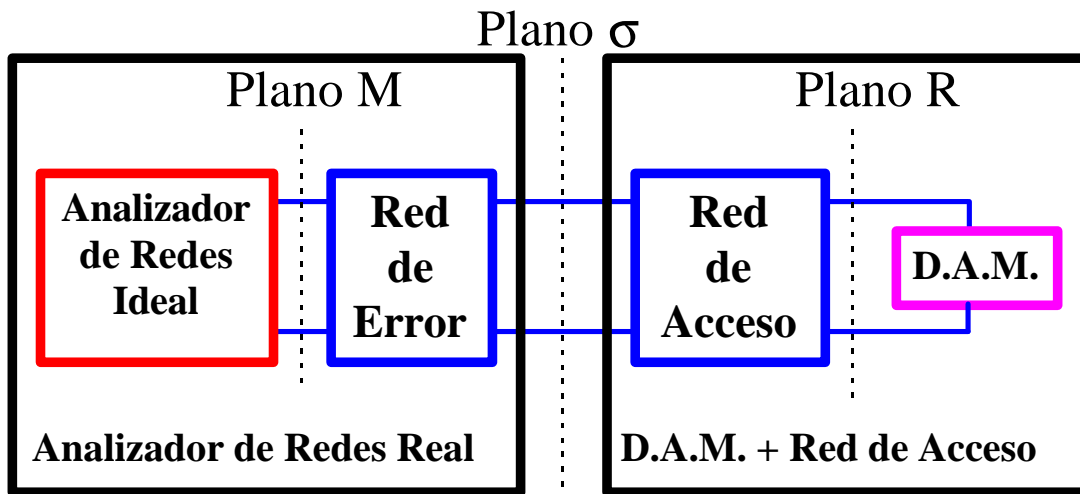 Plano σ
Plano M
Plano R
Analizador
de Redes
Ideal
Red
de
Error
Red
de
Acceso
D.A.M.
Analizador de Redes Real
D.A.M. + Red de Acceso